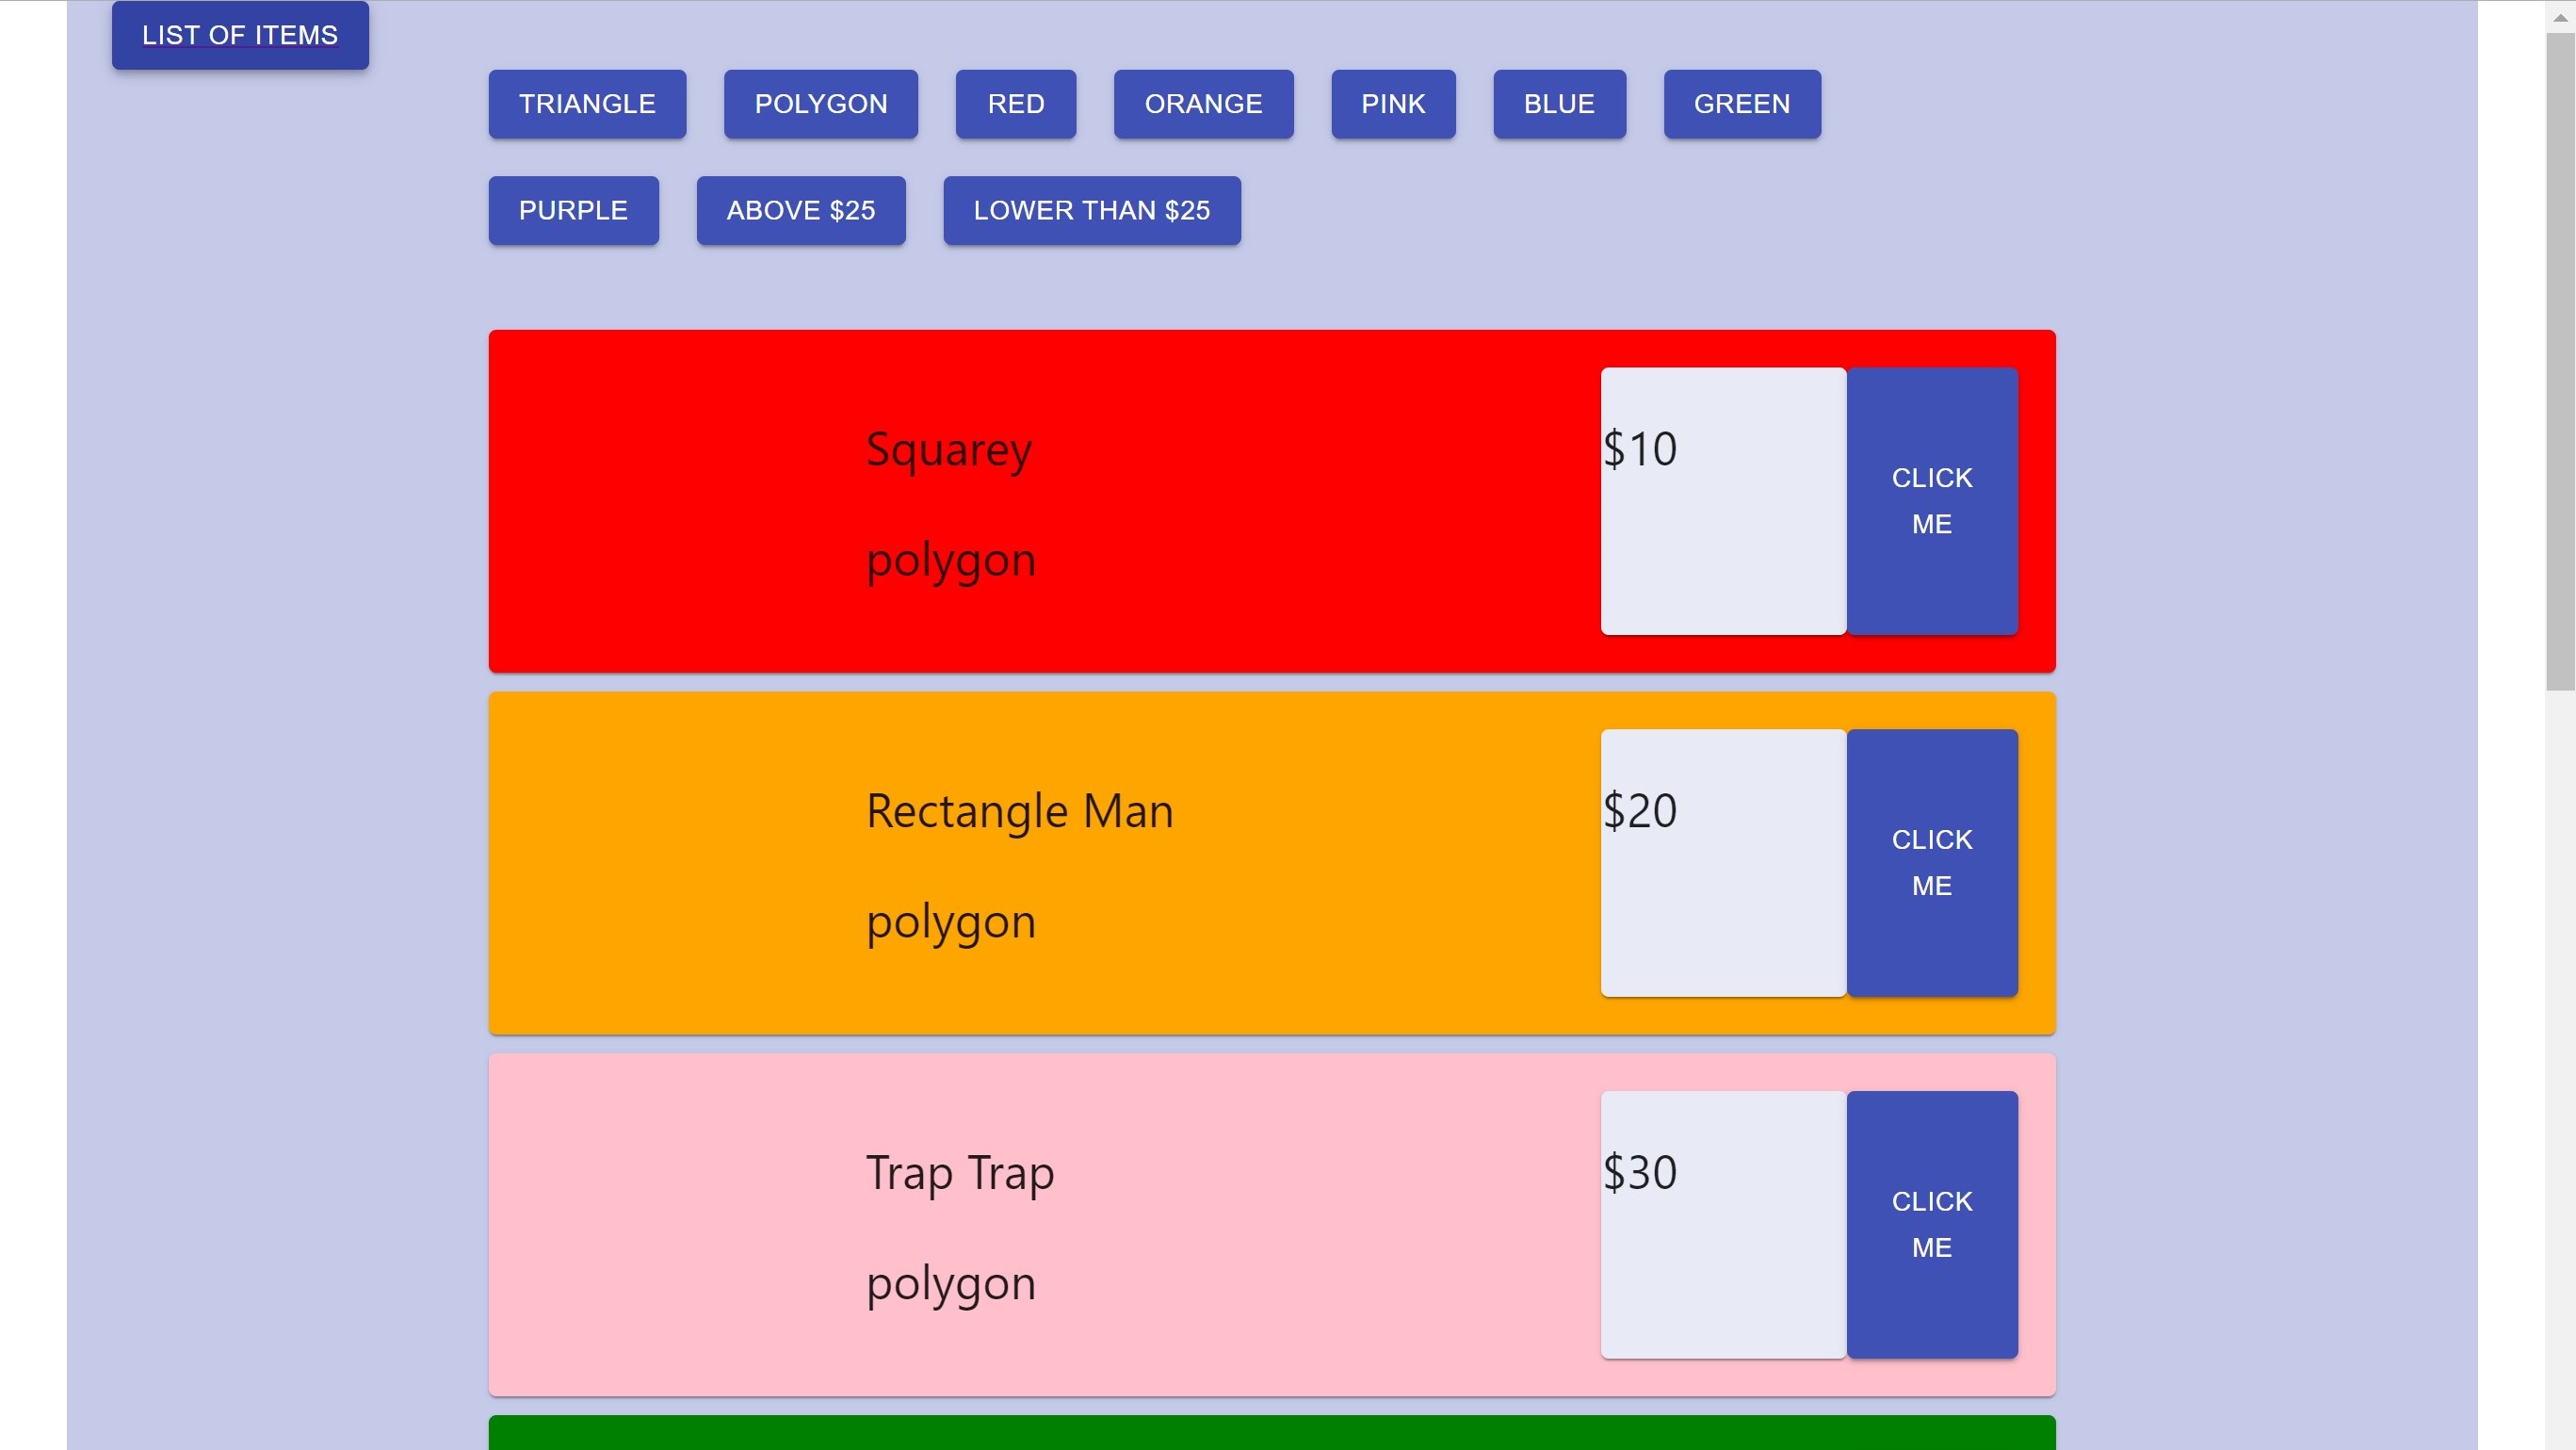 LIST OF ITEMS
TRIANGLE POLYGON RED ORANGE PINK BLUE GREEN
PURPLE ABOVE $25 LOWER THAN $25
Squarey
polygon
$10
CLICK
ME
Rectangle Man
polygon
$20
CLICK
ME
Trap Trap
polygon
$30
CLICK
ME